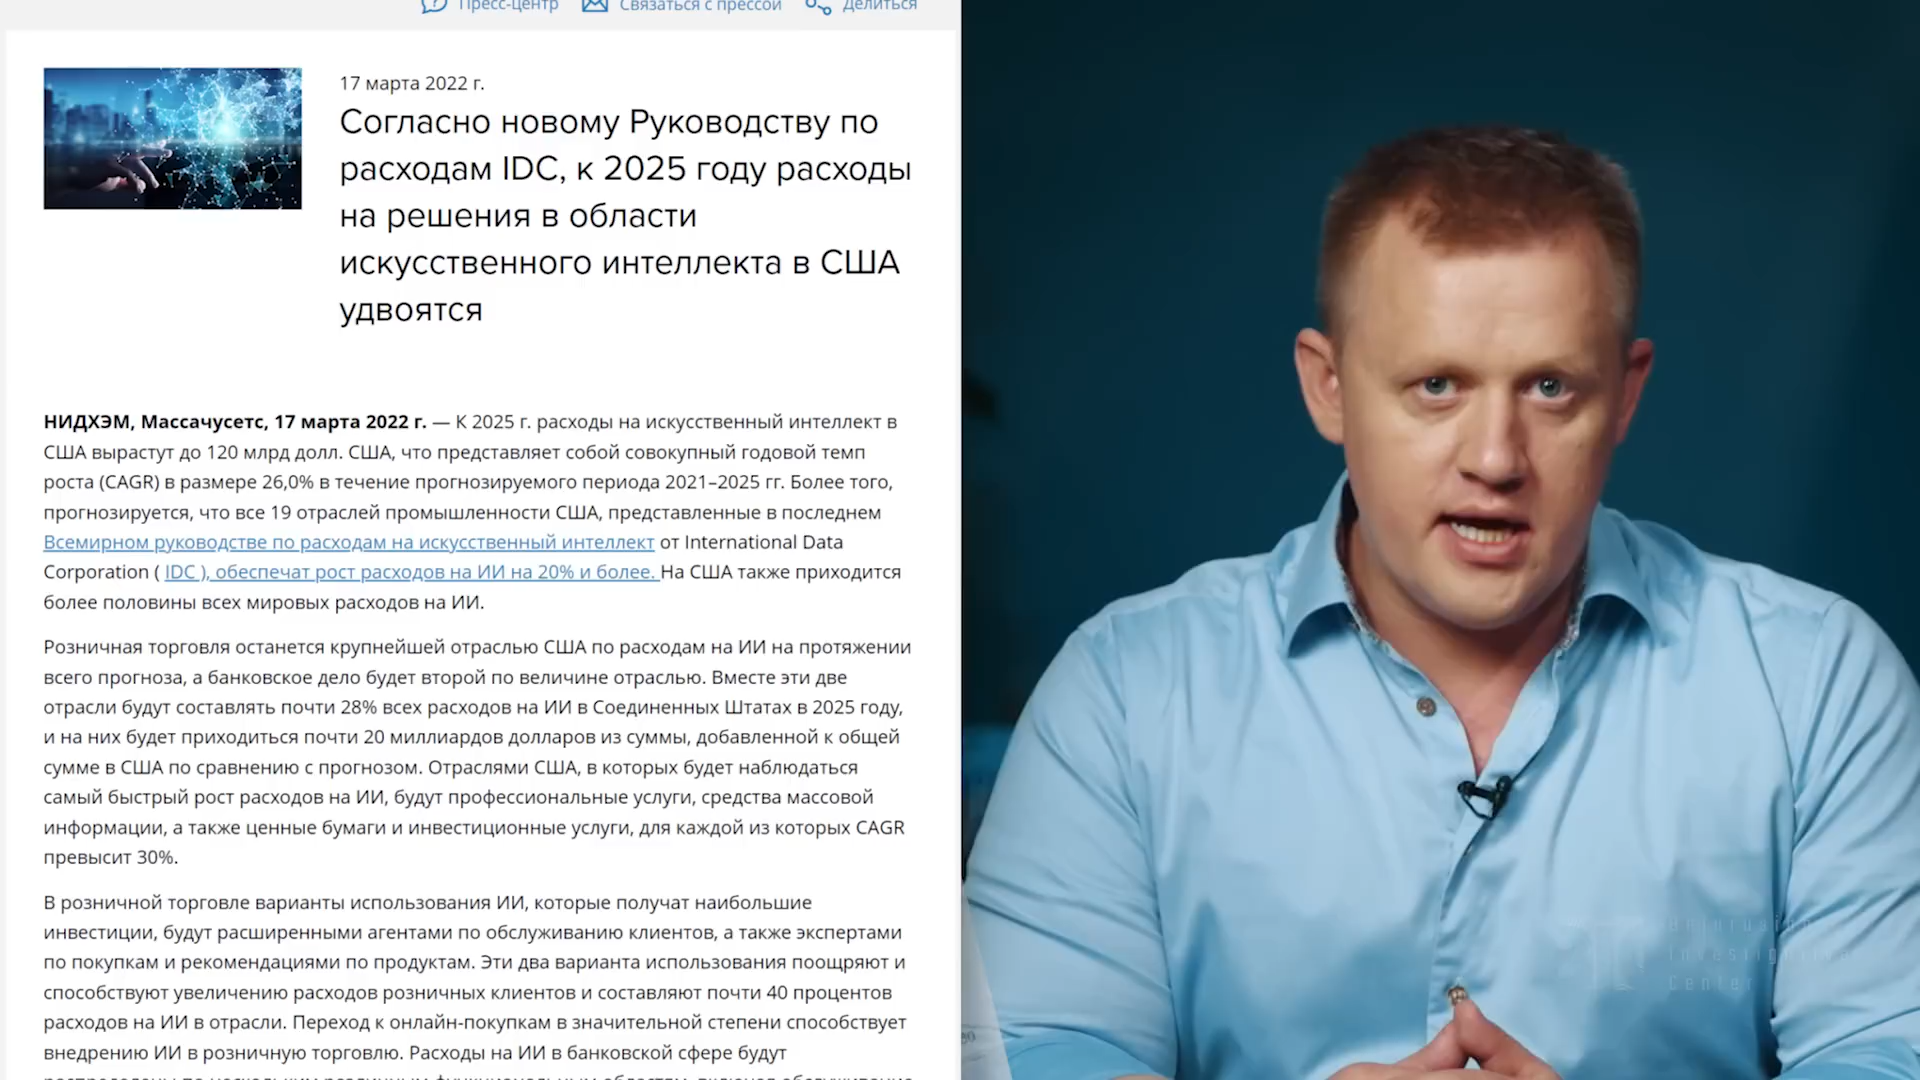 Пресс-центр Связаться с прессой Делиться
17 марта 2022 г.
Согласно новому Руководству по
расходам IDC, к 2025 году расходы
на решения в области
искусственного интеллекта в США
удвоятся
НИДХЭМ, Массачусетс, 17 марта 2022 г. — К 2025 г. расходы на искусственный интеллект в
США вырастут до 120 млрд долл. США, что представляет собой совокупный годовой темп
роста (CAGR) в размере 26,0% в течение прогнозируемого периода 2021–2025 гг. Более того,
прогнозируется, что все 19 отраслей промышленности США, представленные в последнем
Всемирном руководстве по расходам на искусственный интеллект от International Data
Corporation ( IDC ), обеспечат рост расходов на ИИ на 20% и более. На США также приходится
более половины всех мировых расходов на ИИ.
Розничная торговля останется крупнейшей отраслью США по расходам на ИИ на протяжении
всего прогноза, а банковское дело будет второй по величине отраслью. Вместе эти две
отрасли будут составлять почти 28% всех расходов на ИИ в Соединенных Штатах в 2025 году,
и на них будет приходиться почти 20 миллиардов долларов из суммы, добавленной к общей
сумме в США по сравнению с прогнозом. Отраслями США, в которых будет наблюдаться
самый быстрый рост расходов на ИИ, будут профессиональные услуги, средства массовой
информации, а также ценные бумаги и инвестиционные услуги, для каждой из которых CAGR
превысит 30%.
В розничной торговле варианты использования ИИ, которые получат наибольшие
инвестиции, будут расширенными агентами по обслуживанию клиентов, а также экспертами
по покупкам и рекомендациями по продуктам. Эти два варианта использования поощряют и
способствуют увеличению расходов розничных клиентов и составляют почти 40 процентов
расходов на ИИ в отрасли. Переход к онлайн-покупкам в значительной степени способствует
внедрению ИИ в розничную торговлю. Расходы на ИИ в банковской сфере будут
Center